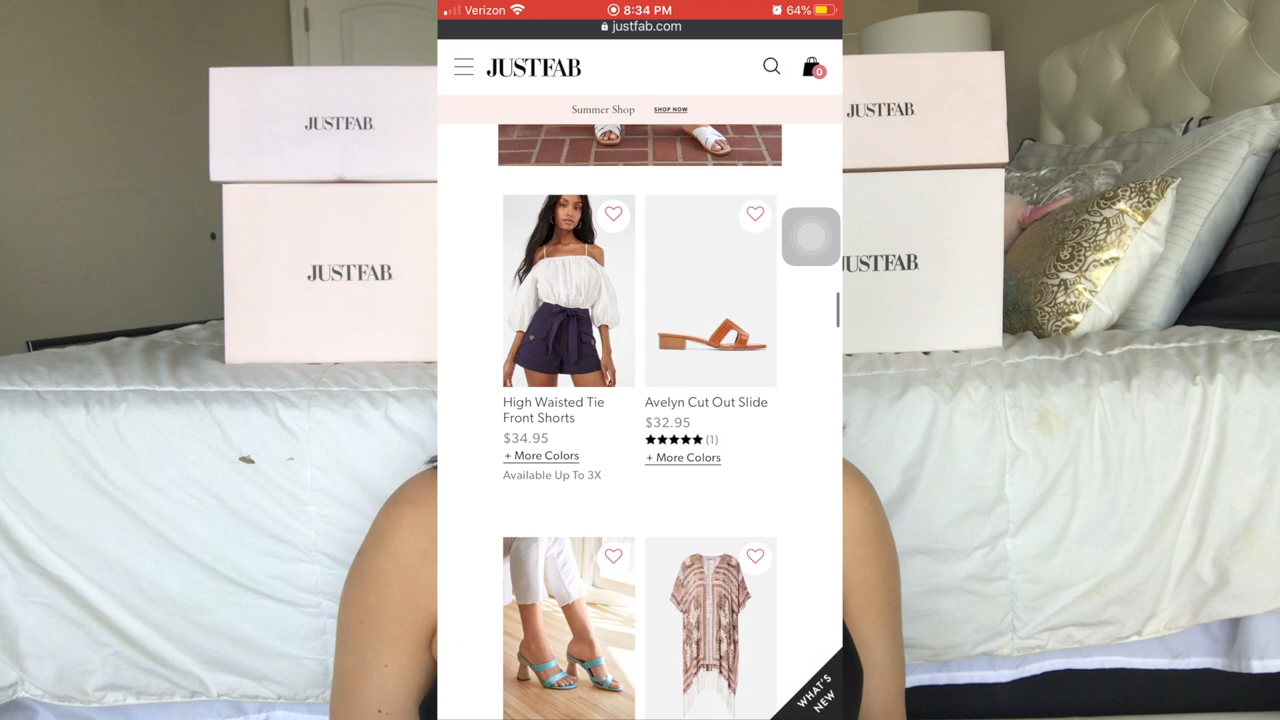 Verizon 8:34 PM 64%
justfab.com
JUSTFAB
0
Summer Shop SHOP NOW
JUSTFAB
JUSTFAB
JUSTFAB
JUSTFAB
High Waisted Tie
Front Shorts
$34.95
+ More Colors
Available Up To 3X
Avelyn Cut Out Slide
$32.95
(1)
+ More Colors
WHAT'S
NEW